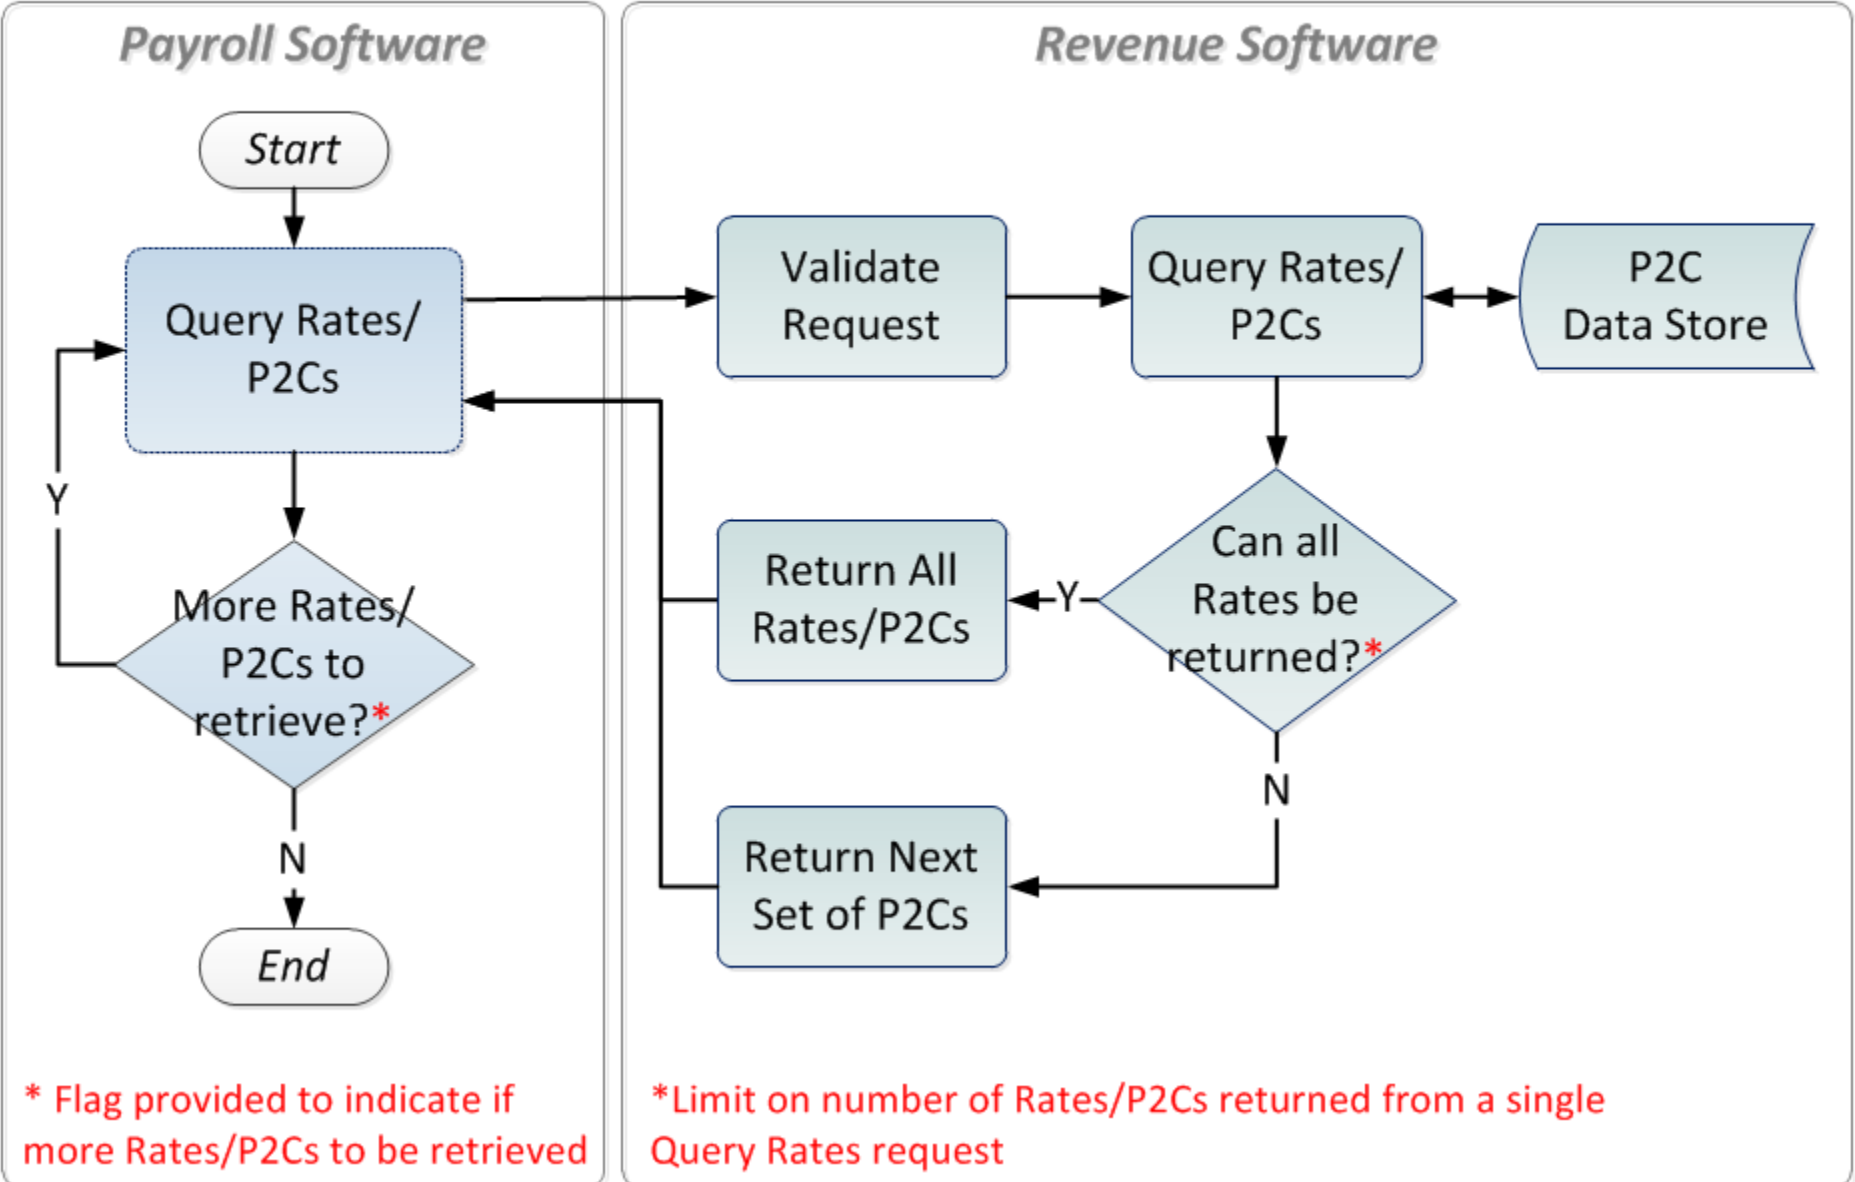 Payroll Software
Start
Query Rates/
P2Cs
Y
More Rates/
P2Cs to
retrieve?*
N
End
* Flag provided to indicate if
more Rates/P2Cs to be retrieved
Revenue Software
Validate
Request
Query Rates/
P2Cs
P2C
Data Store
Can all
Rates be
returned?*
Y
Return All
Rates/P2Cs
N
Return Next
Set of P2Cs
*Limit on number of Rates/P2Cs returned from a single
Query Rates request